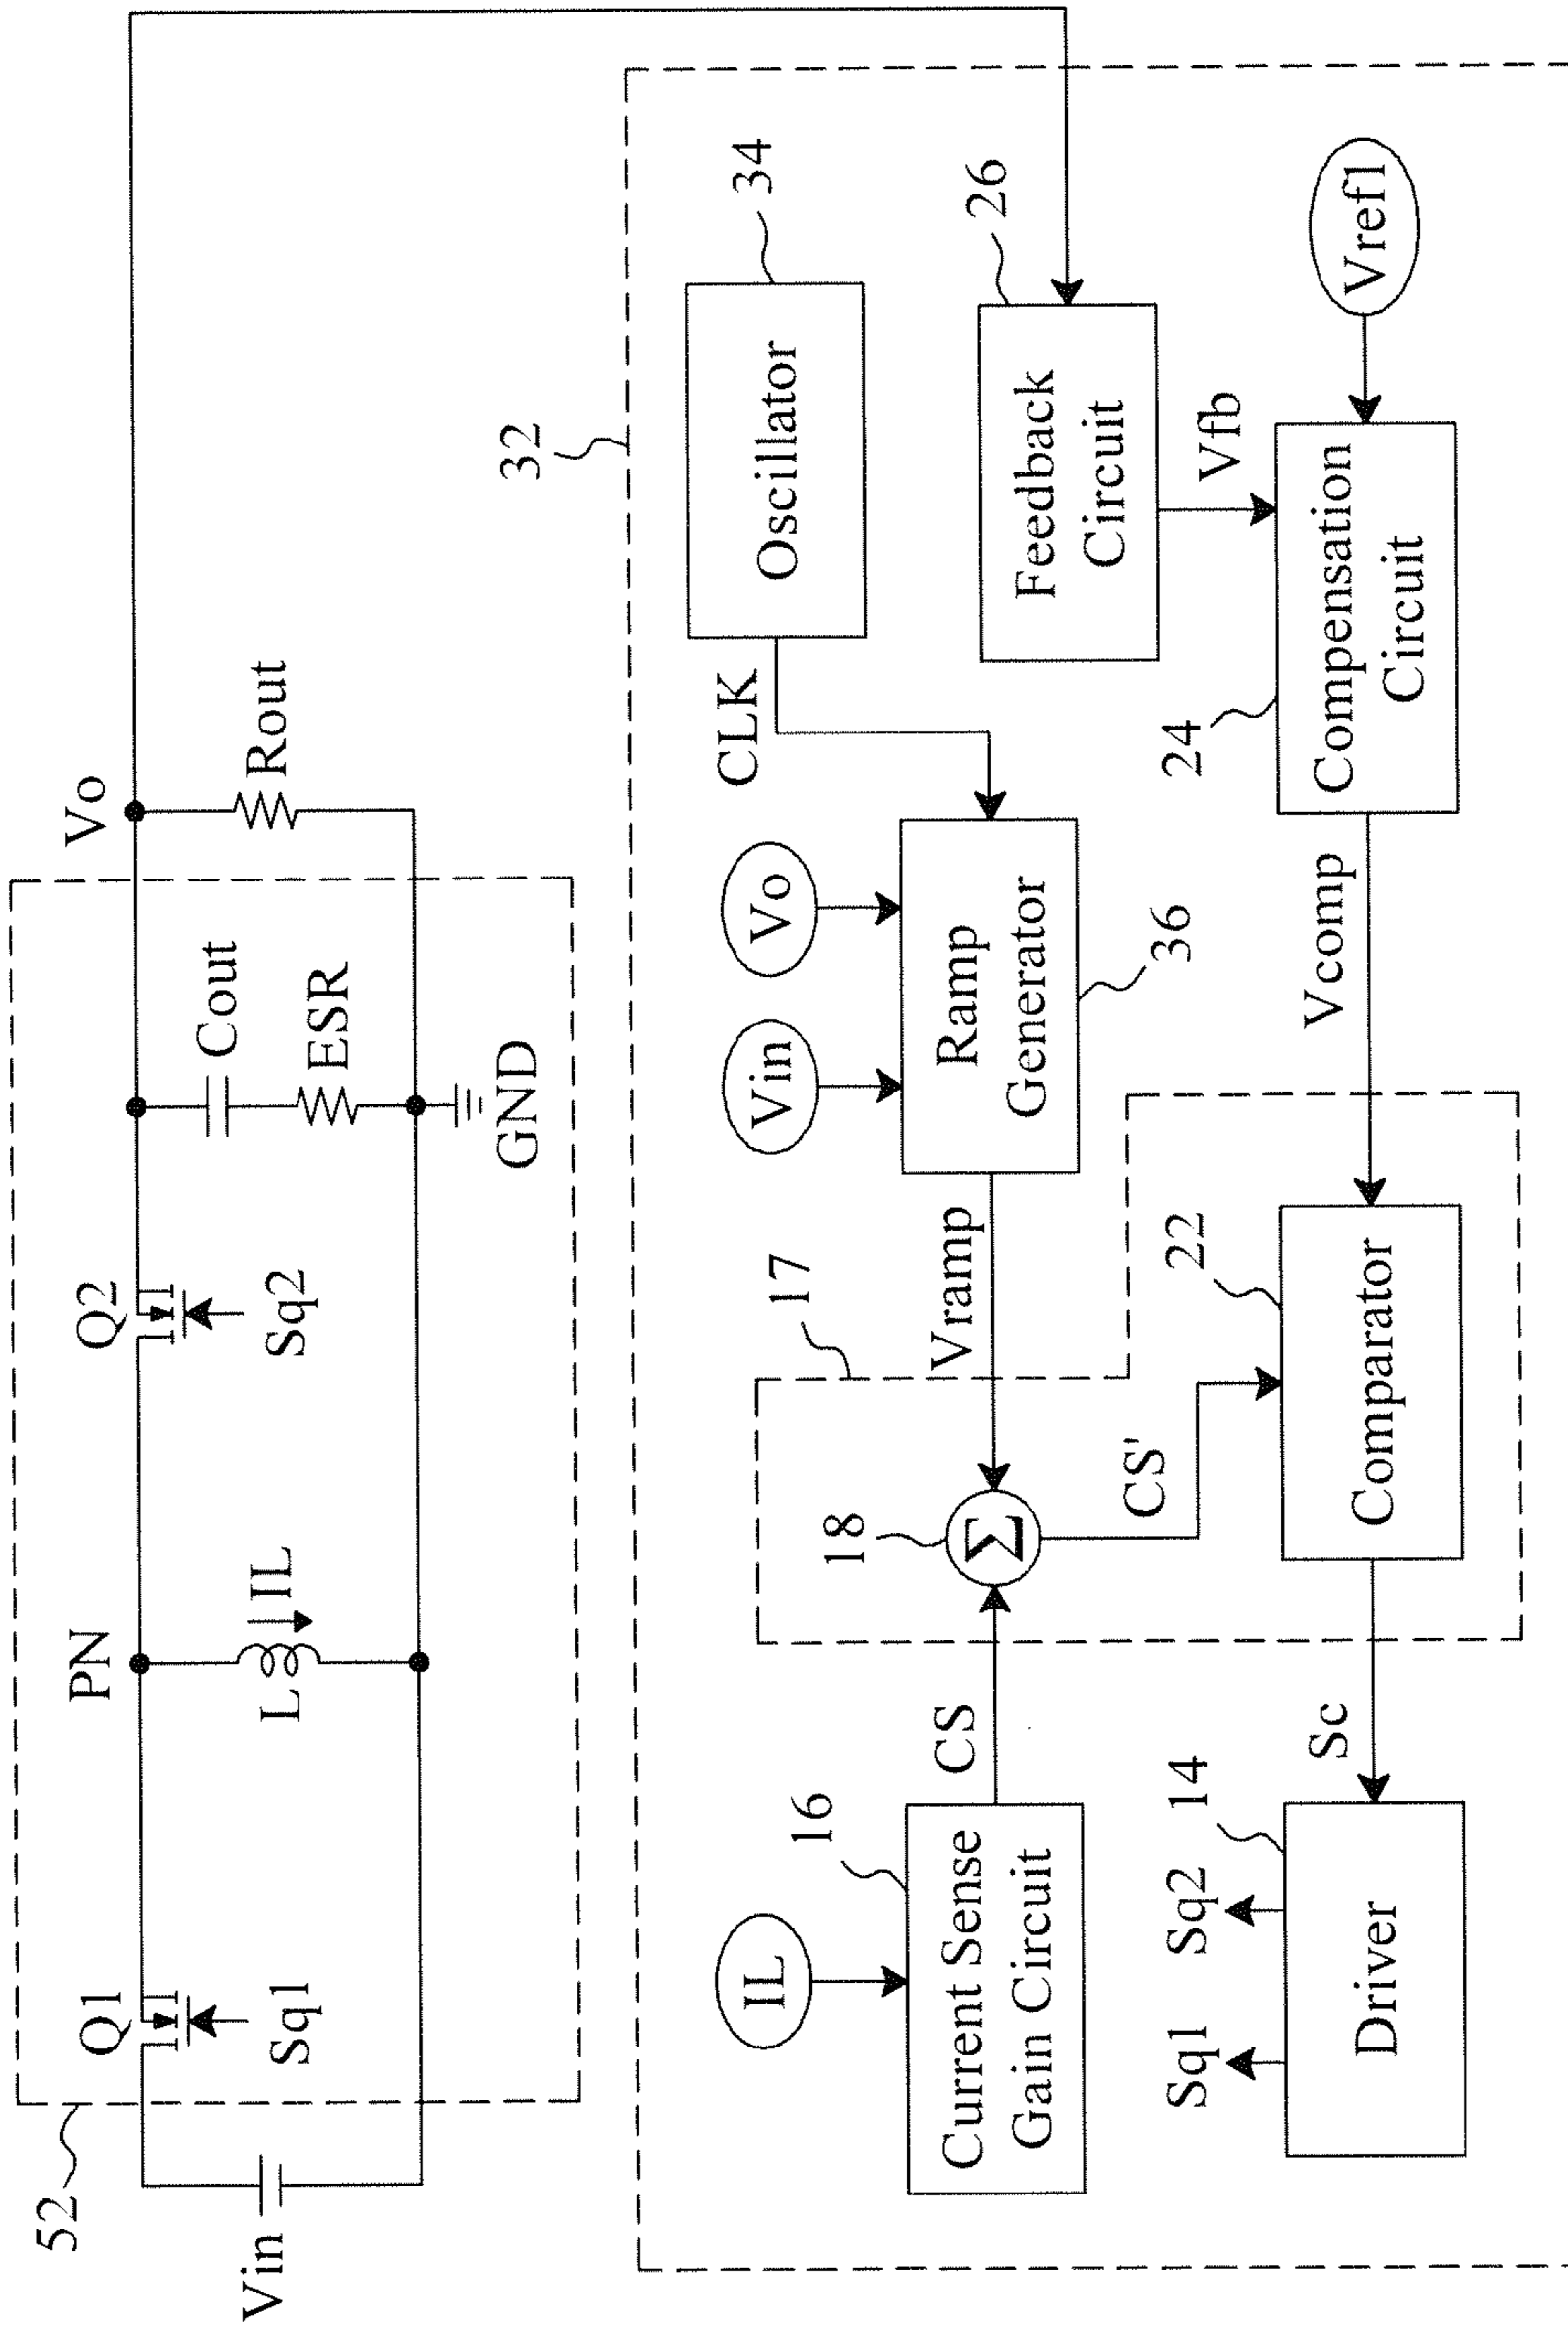 52
Vin
Q1
Sq1
PN
L
IL
Q2
Sq2
Cout
ESR
GND
Vo
Rout
32
IL
16
Current Sense
Gain Circuit
CS
18
Σ
17
Vramp
CS'
Vin
Vo
Ramp
Generator
36
CLK
Oscillator
34
Feedback
Circuit
26
Vfb
Sq1
Sq2
14
Driver
Sc
22
Comparator
Vcomp
24
Compensation
Circuit
Vref1